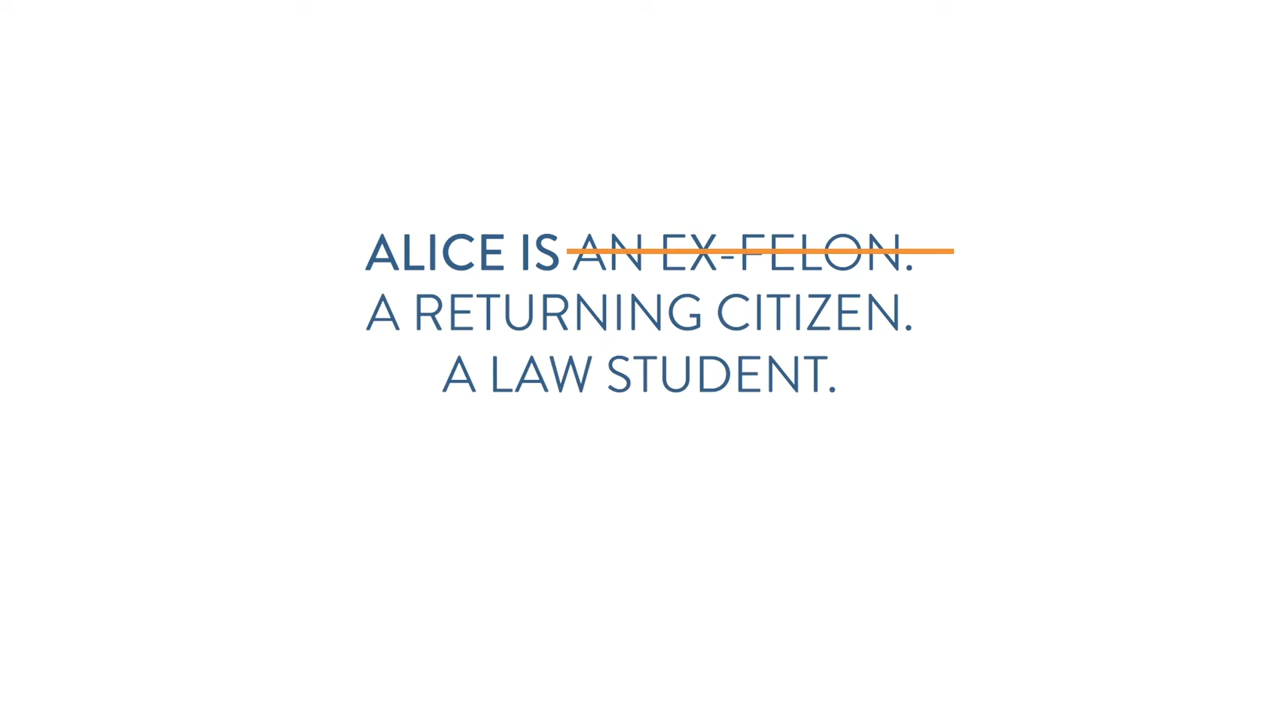 ALICE IS AN EX-FELON.
A RETURNING CITIZEN.
A LAW STUDENT.